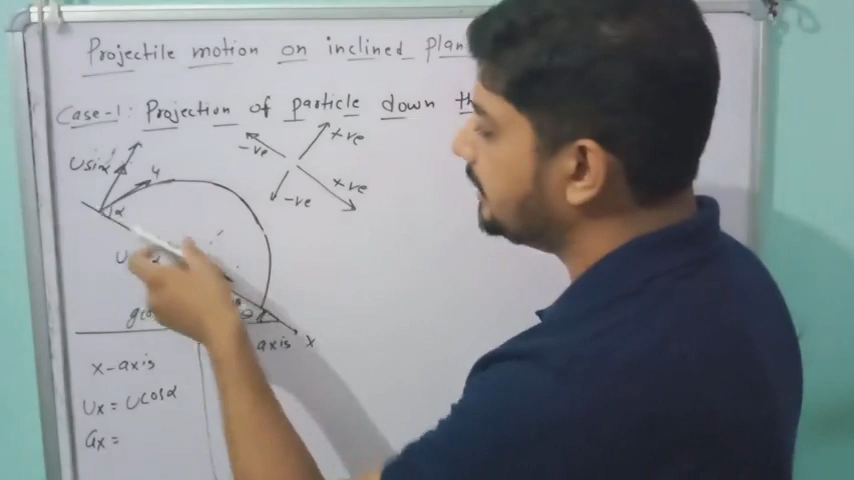 Projectile motion on inclined plan
Case-1: Projection of particle down th
+ve
-ve
usinα
u
+ve
-ve
α
u
θ
axis x
x-axis
Ux = Ucosα
ax =